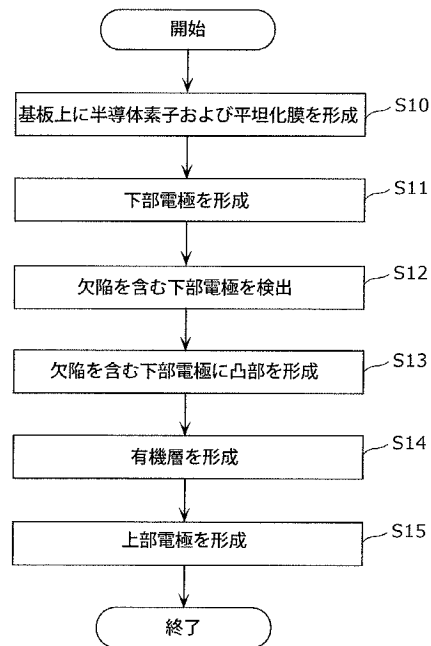 開始
基板上に半導体素子および平坦化膜を形成
S10
下部電極を形成
S11
欠陥を含む下部電極を検出
S12
欠陥を含む下部電極に凸部を形成
S13
有機層を形成
S14
上部電極を形成
S15
終了